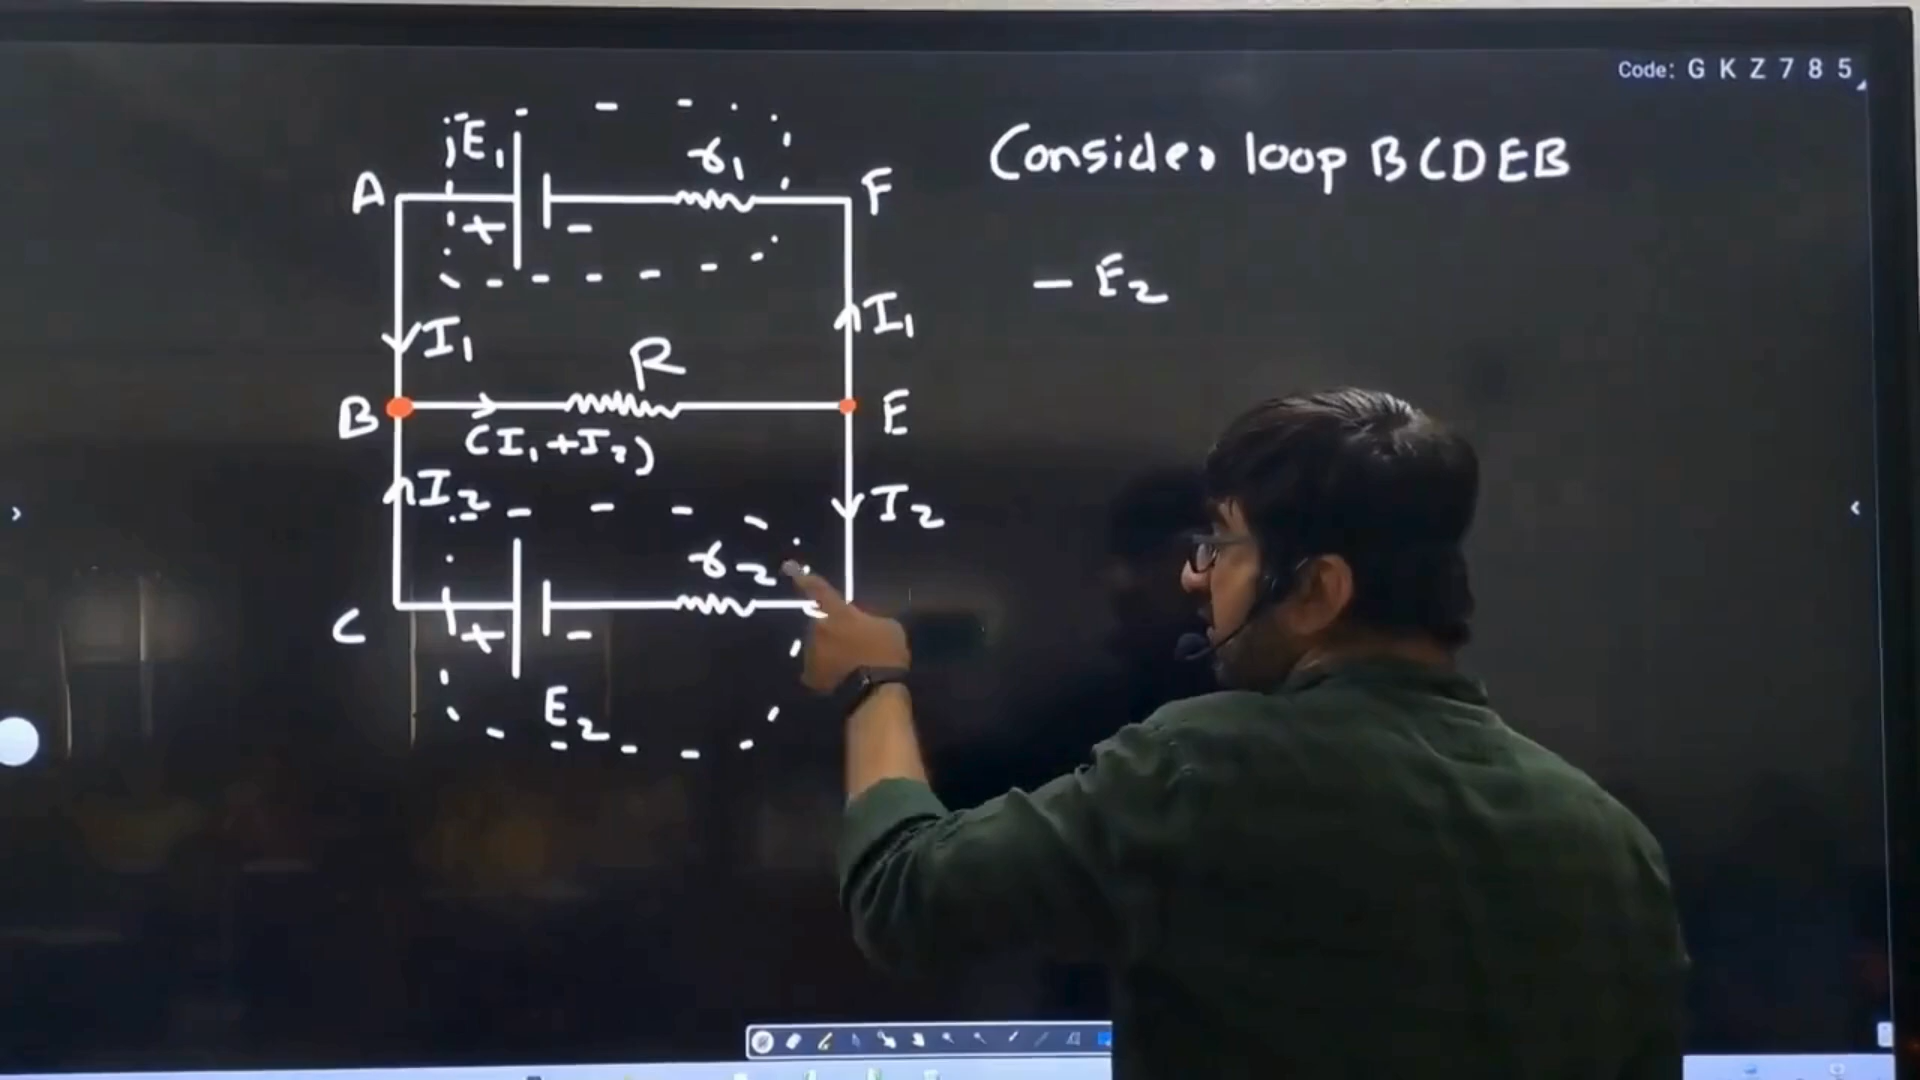 Code: G K Z 7 8 5
Consider loop BCDEB
- E₂
E₁
r₁
A
F
+ -
I₁
I₁
R
B
E
(I₁+I₂)
I₂
I₂
r₂
C
+ -
E₂